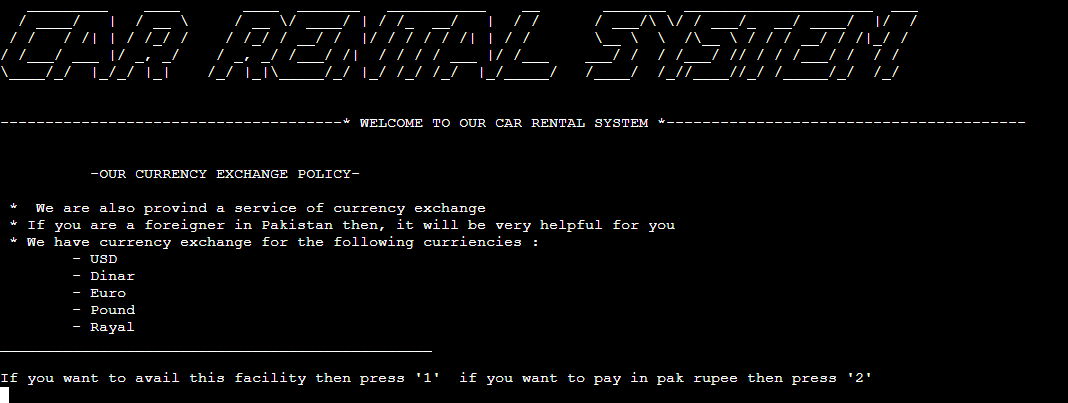 CAR RENTAL SYSTEM
---------------------------------------* WELCOME TO OUR CAR RENTAL SYSTEM *-----------------------------------------
-OUR CURRENCY EXCHANGE POLICY-
* We are also provind a service of currency exchange
* If you are a foreigner in Pakistan then, it will be very helpful for you
* We have currency exchange for the following curriencies :
- USD
- Dinar
- Euro
- Pound
- Rayal
If you want to avail this facility then press '1'  if you want to pay in pak rupee then press '2'